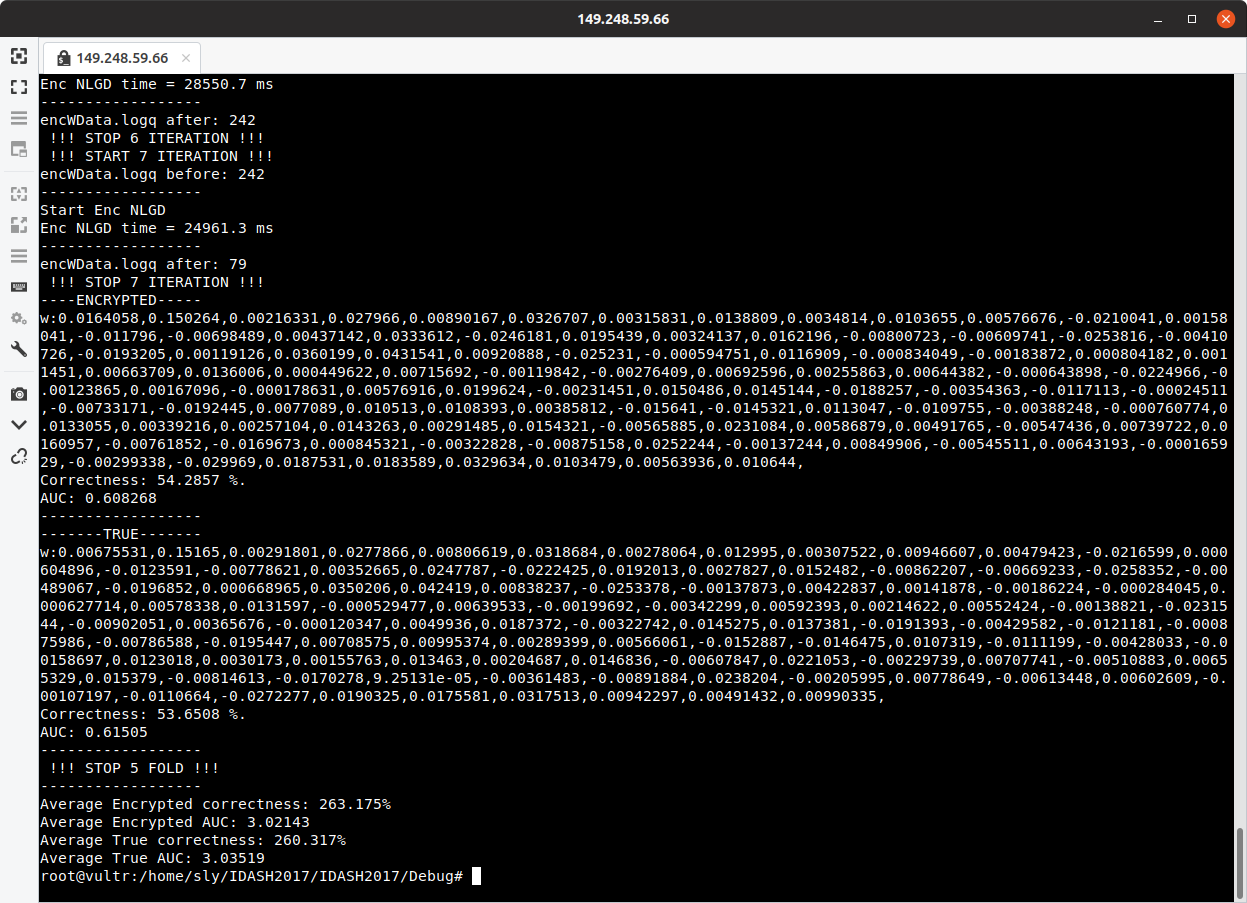 149.248.59.66
149.248.59.66
Enc NLGD time = 28550.7 ms
------------------
encWData.logq after: 242
!!! STOP 6 ITERATION !!!
!!! START 7 ITERATION !!!
encWData.logq before: 242
------------------
Start Enc NLGD
Enc NLGD time = 24961.3 ms
------------------
encWData.logq after: 79
!!! STOP 7 ITERATION !!!
----ENCRYPTED-----
w:0.0164058,0.150264,0.00216331,0.027966,0.00890167,0.0326707,0.00315831,0.0138809,0.0034814,0.0103655,0.00576676,-0.0210041,0.00158
041,-0.011796,-0.00698489,0.00437142,0.0333612,-0.0246181,0.0195439,0.00324137,0.0162196,-0.00800723,-0.00609741,-0.0253816,-0.00410
726,-0.0193205,0.00119126,0.0360199,0.0431541,0.00920888,-0.025231,-0.000594751,0.0116909,-0.000834049,-0.00183872,0.000804182,0.001
1451,0.00663709,0.0136006,0.000449622,0.00715692,-0.00119842,-0.00276409,0.00692596,0.00255863,0.00644382,-0.000643898,-0.0224966,-0
.00123865,0.00167096,-0.000178631,0.00576916,0.0199624,-0.00231451,0.0150486,0.0145144,-0.0188257,-0.00354363,-0.0117113,-0.00024511
,-0.00733171,-0.0192445,0.0077089,0.010513,0.0108393,0.00385812,-0.015641,-0.0145321,0.0113047,-0.0109755,-0.00388248,-0.000760774,0
.0133055,0.00339216,0.00257104,0.0143263,0.00291485,0.0154321,-0.00565885,0.0231084,0.00586879,0.00491765,-0.00547436,0.00739722,0.0
160957,-0.00761852,-0.0169673,0.000845321,-0.00322828,-0.00875158,0.0252244,-0.00137244,0.00849906,-0.00545511,0.00643193,-0.0001659
29,-0.00299338,-0.029969,0.0187531,0.0183589,0.0329634,0.0103479,0.00563936,0.010644,
Correctness: 54.2857 %.
AUC: 0.608268
------------------
-------TRUE-------
w:0.00675531,0.15165,0.00291801,0.0277866,0.00806619,0.0318684,0.00278064,0.012995,0.00307522,0.00946607,0.00479423,-0.0216599,0.000
604896,-0.0123591,-0.00778621,0.00352665,0.0247787,-0.0222425,0.0192013,0.0027827,0.0152482,-0.00862207,-0.00669233,-0.0258352,-0.00
489067,-0.0196852,0.000668965,0.0350206,0.042419,0.00838237,-0.0253378,-0.00137873,0.00422837,0.00141878,-0.00186224,-0.000284045,0.
000627714,0.00578338,0.0131597,-0.000529477,0.00639533,-0.00199692,-0.00342299,0.00592393,0.00214622,0.00552424,-0.00138821,-0.02315
44,-0.00902051,0.00365676,-0.000120347,0.0049936,0.0187372,-0.00322742,0.0145275,0.0137381,-0.0191393,-0.00429582,-0.0121181,-0.0008
75986,-0.00786588,-0.0195447,0.00708575,0.00995374,0.00289399,0.00566061,-0.0152887,-0.0146475,0.0107319,-0.0111199,-0.00428033,-0.0
0158697,0.0123018,0.0030173,0.00155763,0.013463,0.00204687,0.0146836,-0.00607847,0.0221053,-0.00229739,0.00707741,-0.00510883,0.0065
5329,0.015379,-0.00814613,-0.0170278,9.25131e-05,-0.00361483,-0.00891884,0.0238204,-0.00205995,0.00778649,-0.00613448,0.00602609,-0.
00107197,-0.0110664,-0.0272277,0.0190325,0.0175581,0.0317513,0.00942297,0.00491432,0.00990335,
Correctness: 53.6508 %.
AUC: 0.61505
------------------
!!! STOP 5 FOLD !!!
------------------
Average Encrypted correctness: 263.175%
Average Encrypted AUC: 3.02143
Average True correctness: 260.317%
Average True AUC: 3.03519
root@vultr:/home/sly/IDASH2017/IDASH2017/Debug#